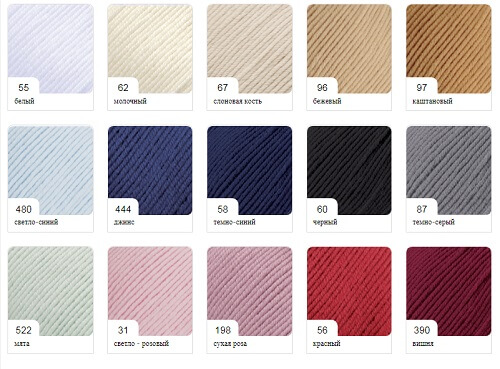 55
белый
62
молочный
67
слоновая кость
96
бежевый
97
каштановый
480
светло-синий
444
джинс
58
темно-синий
60
черный
87
темно-серый
522
мята
31
светло - розовый
198
сухая роза
56
красный
390
вишня